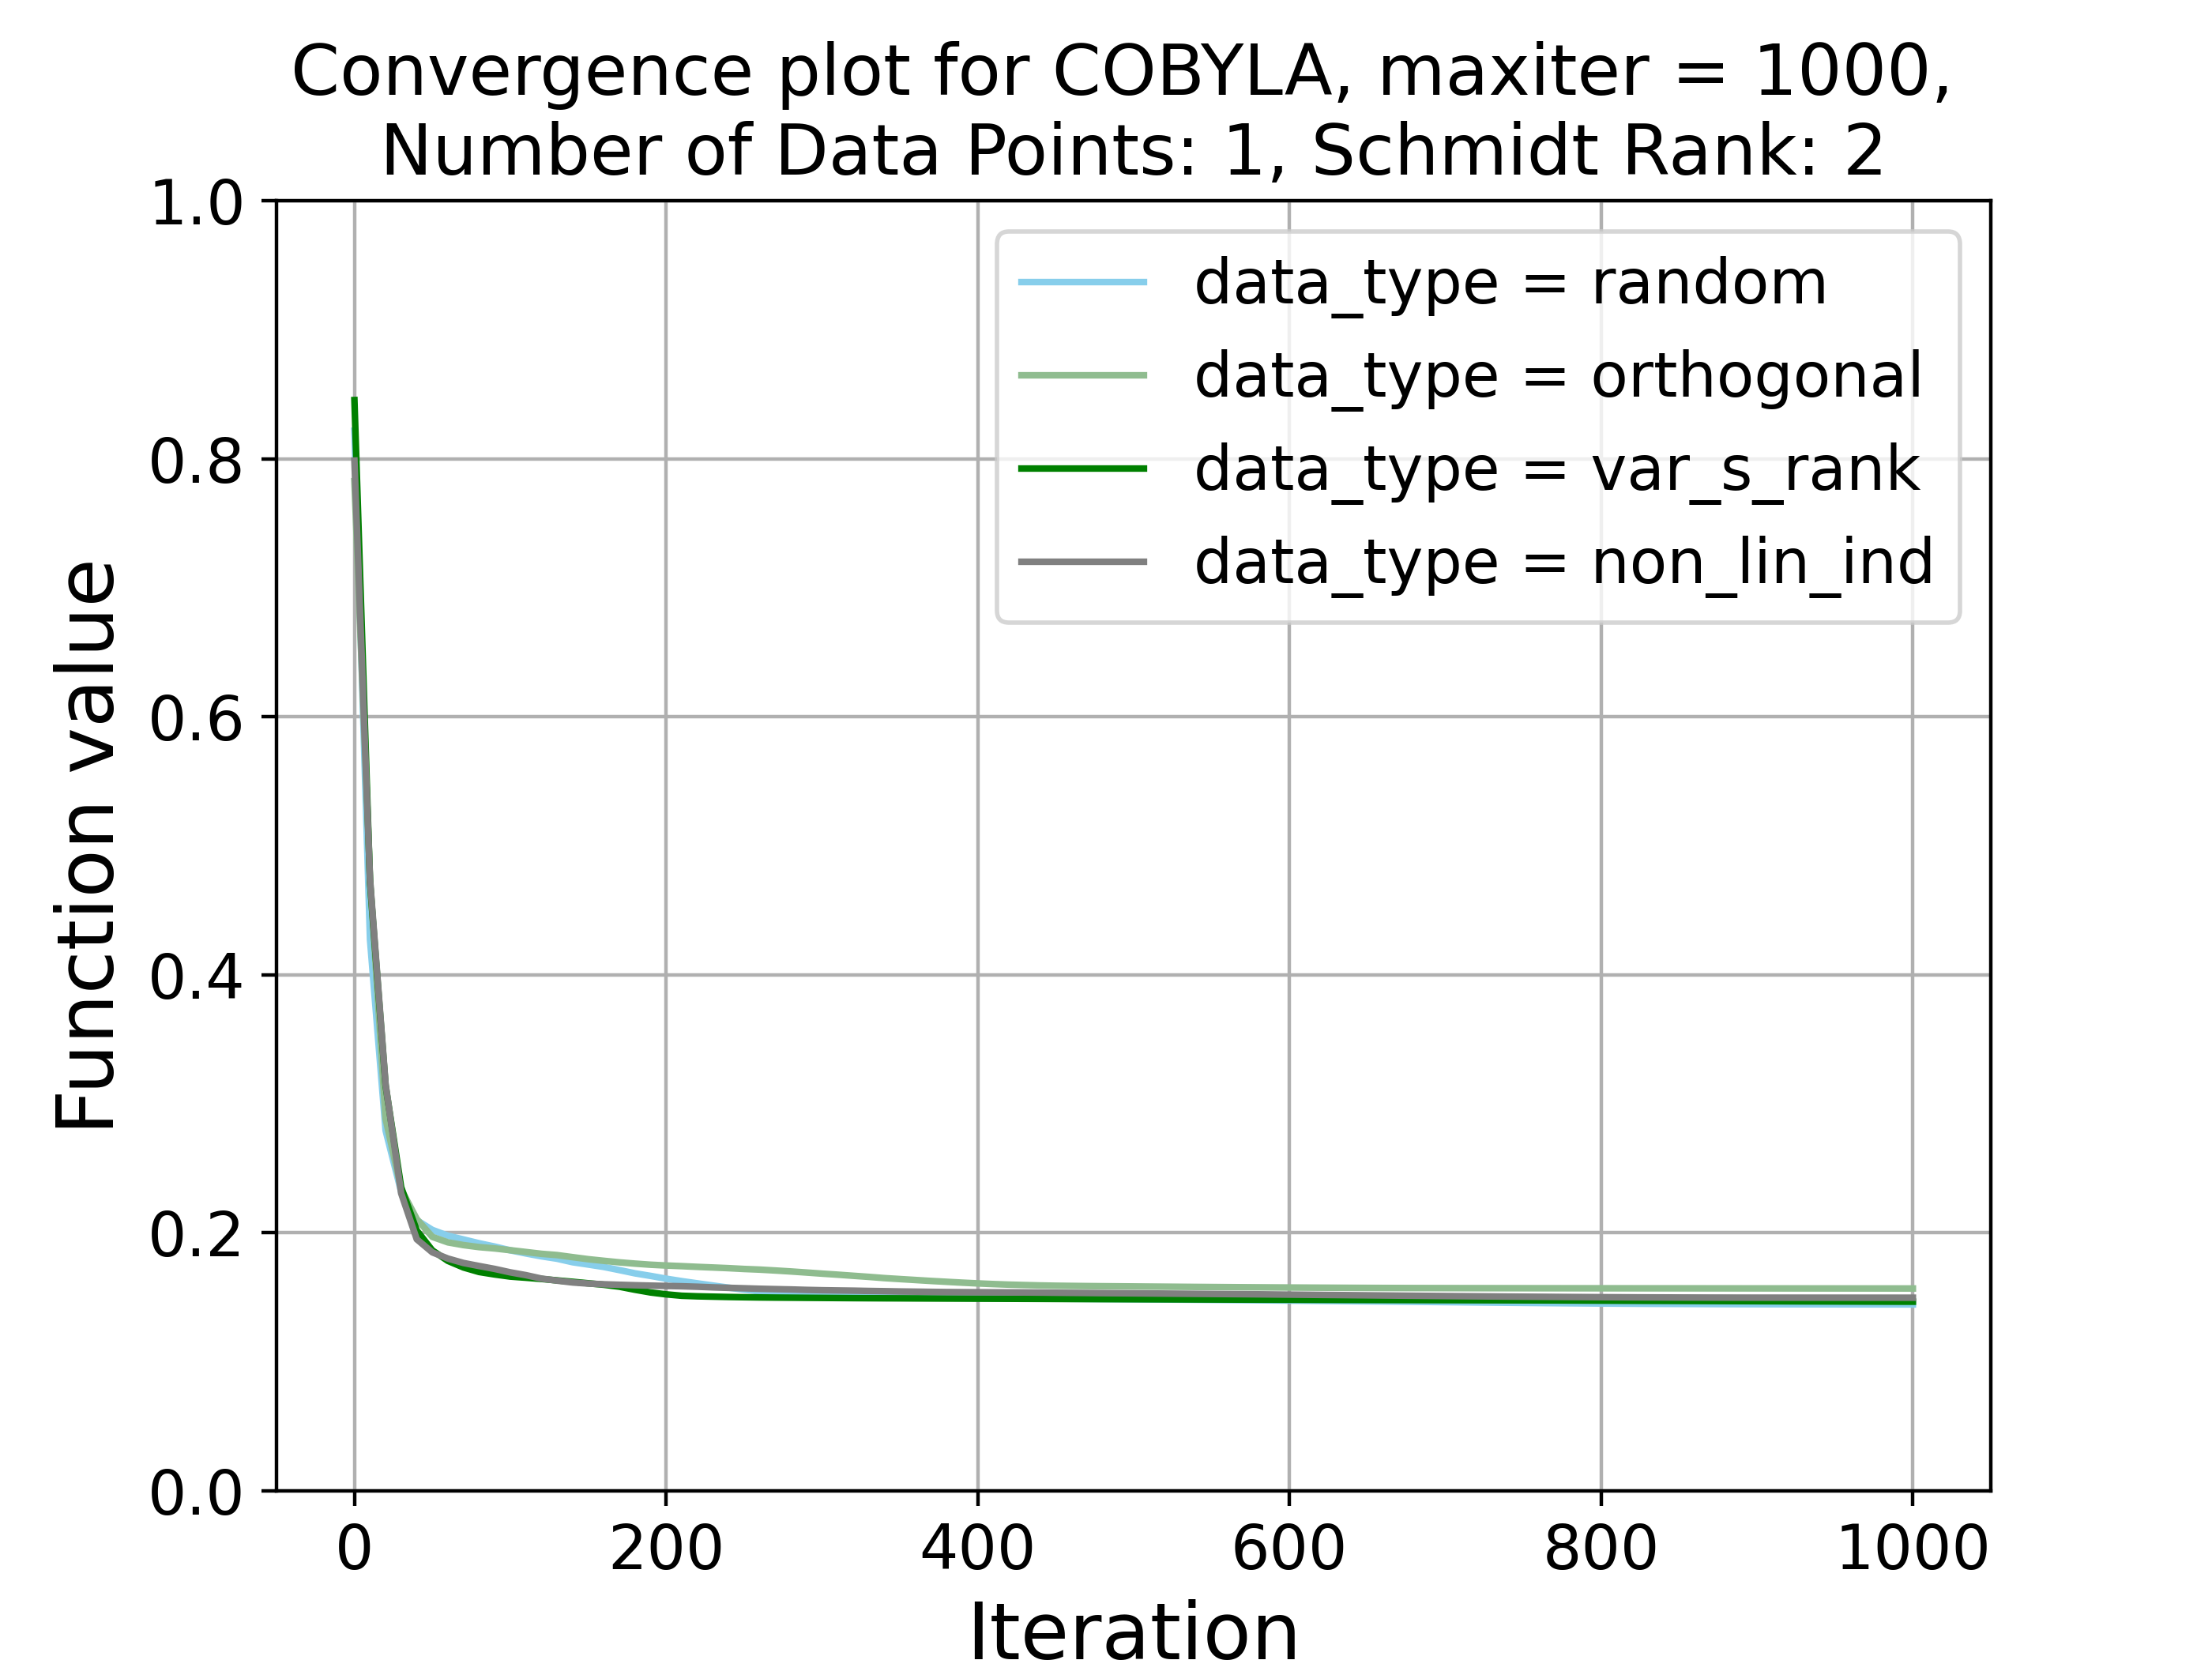 Convergence plot for COBYLA, maxiter = 1000,
Number of Data Points: 1, Schmidt Rank: 2
1.0
0.8
0.6
0.4
0.2
0.0
Function value
data_type = random
data_type = orthogonal
data_type = var_s_rank
data_type = non_lin_ind
0 200 400 600 800 1000
Iteration